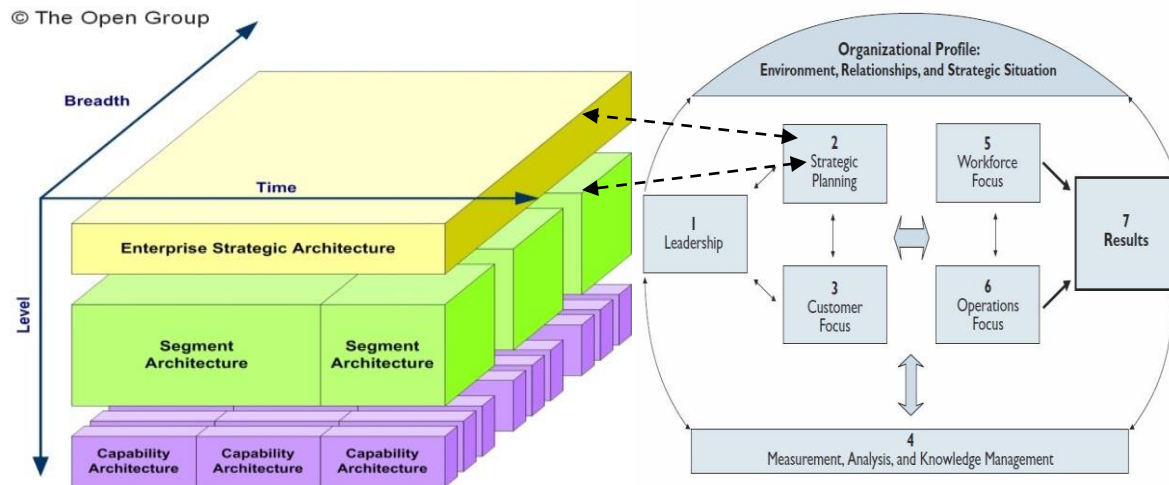 © The Open Group
Breadth
Time
Level
Enterprise Strategic Architecture
Segment
Architecture
Segment
Architecture
Capability
Architecture
Capability
Architecture
Capability
Architecture
Organizational Profile:
Environment, Relationships, and Strategic Situation
1
Leadership
2
Strategic
Planning
3
Customer
Focus
5
Workforce
Focus
6
Operations
Focus
7
Results
4
Measurement, Analysis, and Knowledge Management